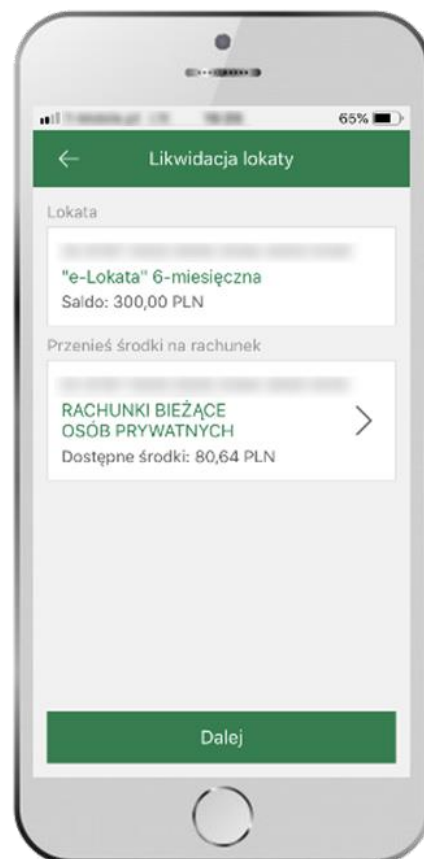 65%
Likwidacja lokaty
Lokata
"e-Lokata" 6-miesięczna
Saldo: 300,00 PLN
Przenieś środki na rachunek
RACHUNKI BIEŻĄCE
OSÓB PRYWATNYCH
Dostępne środki: 80,64 PLN
Dalej